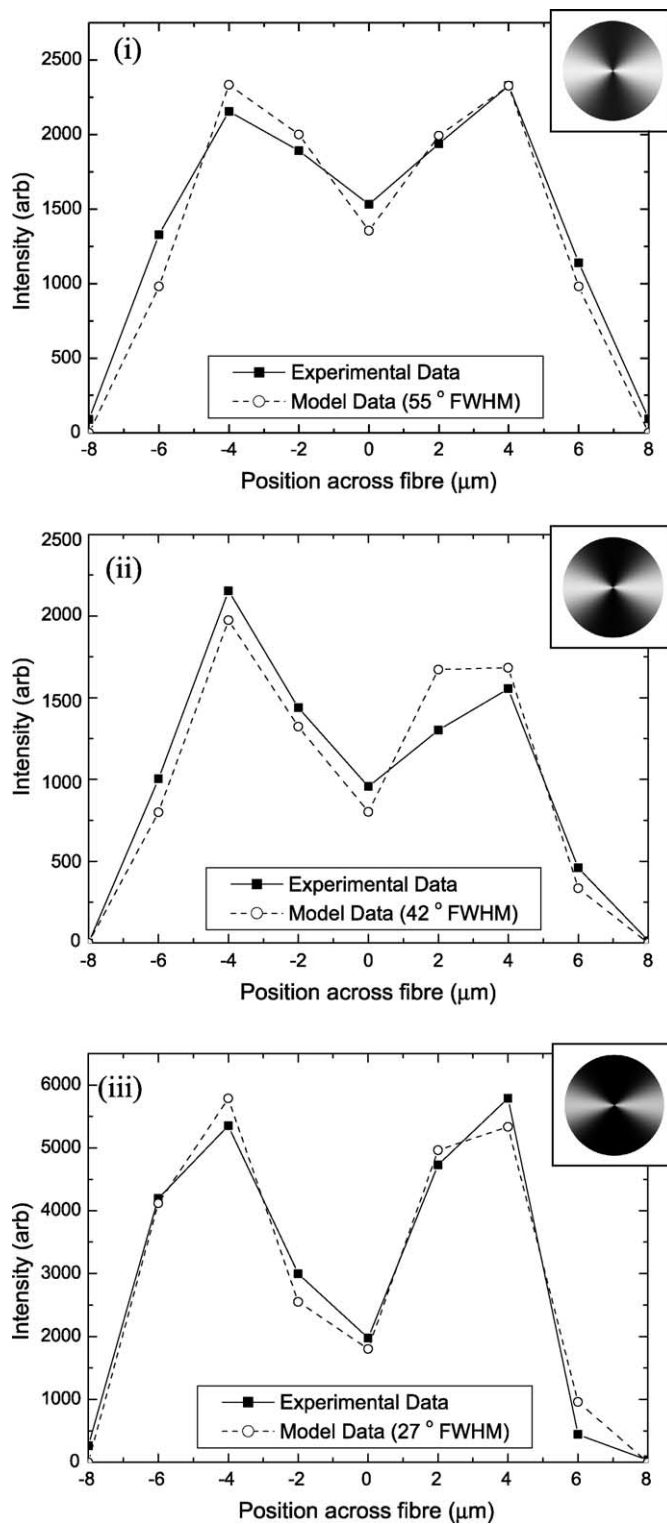 (i)
2500
2000
1500
1000
500
0
Intensity (arb)
Experimental Data
Model Data (55 ° FWHM)
-8 -6 -4 -2 0 2 4 6 8
Position across fibre (μm)
(ii)
2500
2000
1500
1000
500
0
Intensity (arb)
Experimental Data
Model Data (42 ° FWHM)
-8 -6 -4 -2 0 2 4 6 8
Position across fibre (μm)
(iii)
6000
5000
4000
3000
2000
1000
0
Intensity (arb)
Experimental Data
Model Data (27 ° FWHM)
-8 -6 -4 -2 0 2 4 6 8
Position across fibre (μm)